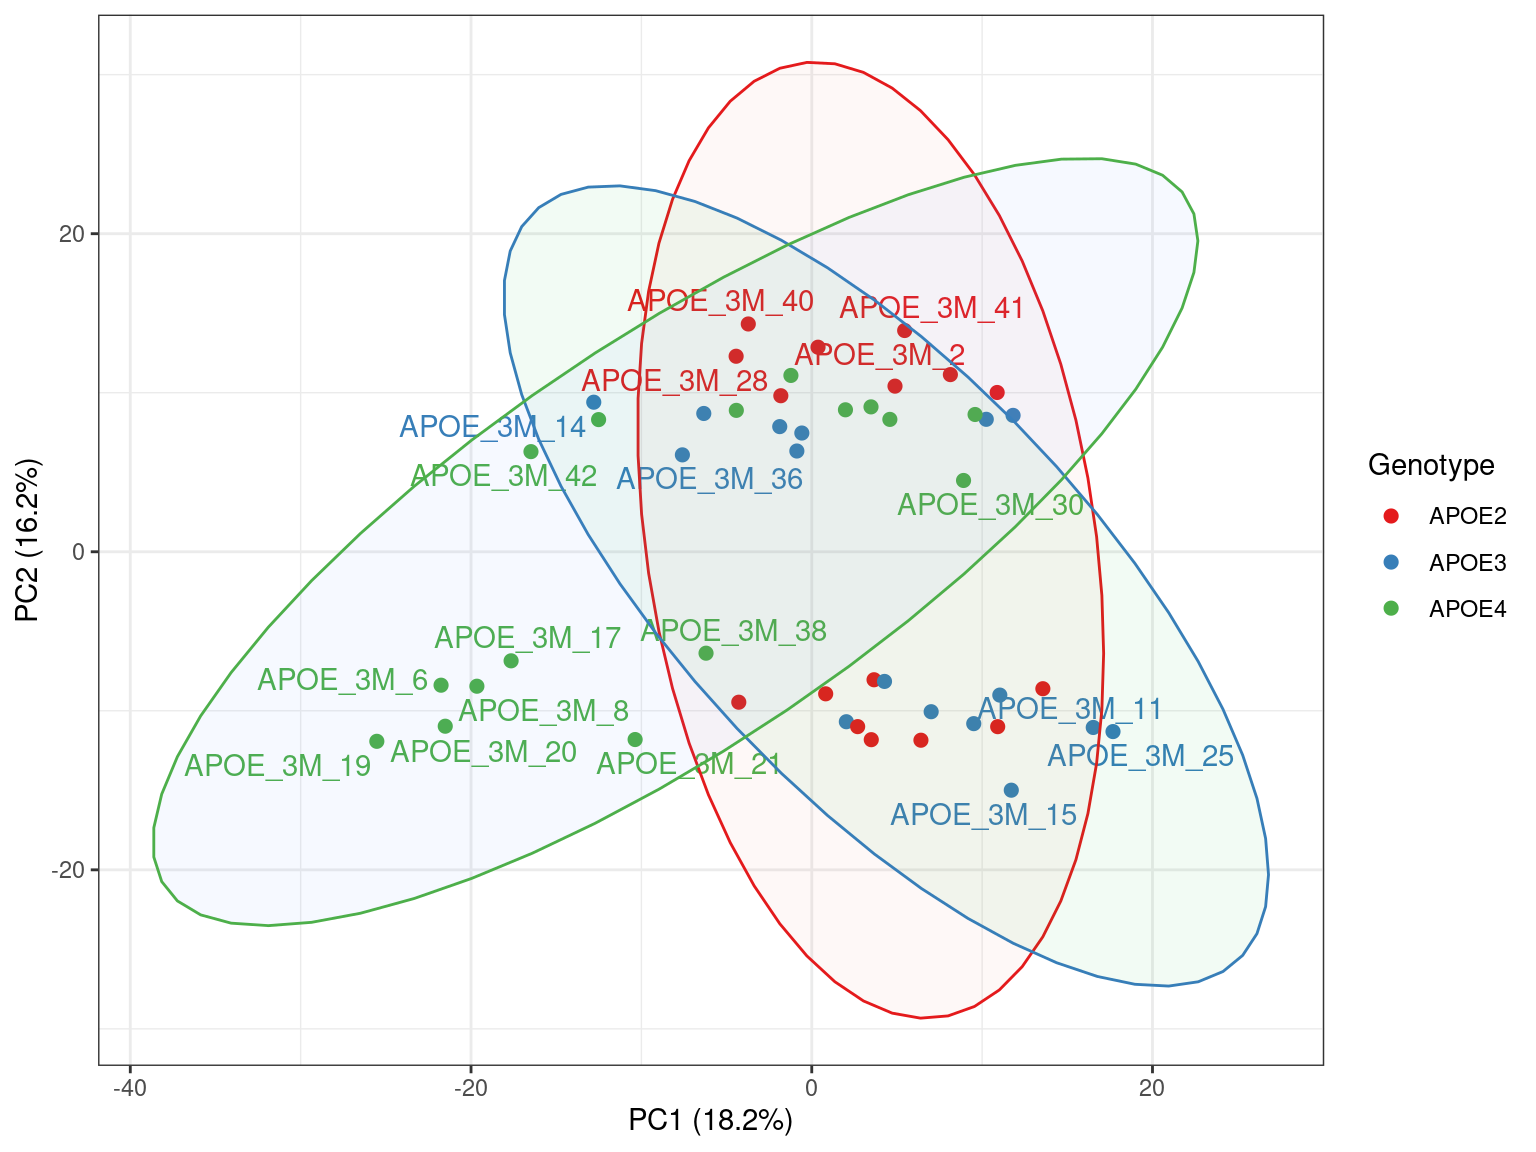 20
0
-20
PC2 (16.2%)
APOE_3M_40
APOE_3M_41
APOE_3M_2
APOE_3M_28
APOE_3M_14
APOE_3M_42
APOE_3M_36
APOE_3M_30
APOE_3M_17
APOE_3M_38
APOE_3M_6
APOE_3M_8
APOE_3M_11
APOE_3M_20
APOE_3M_19
APOE_3M_21
APOE_3M_25
APOE_3M_15
-40
-20
0
20
PC1 (18.2%)
Genotype
APOE2
APOE3
APOE4